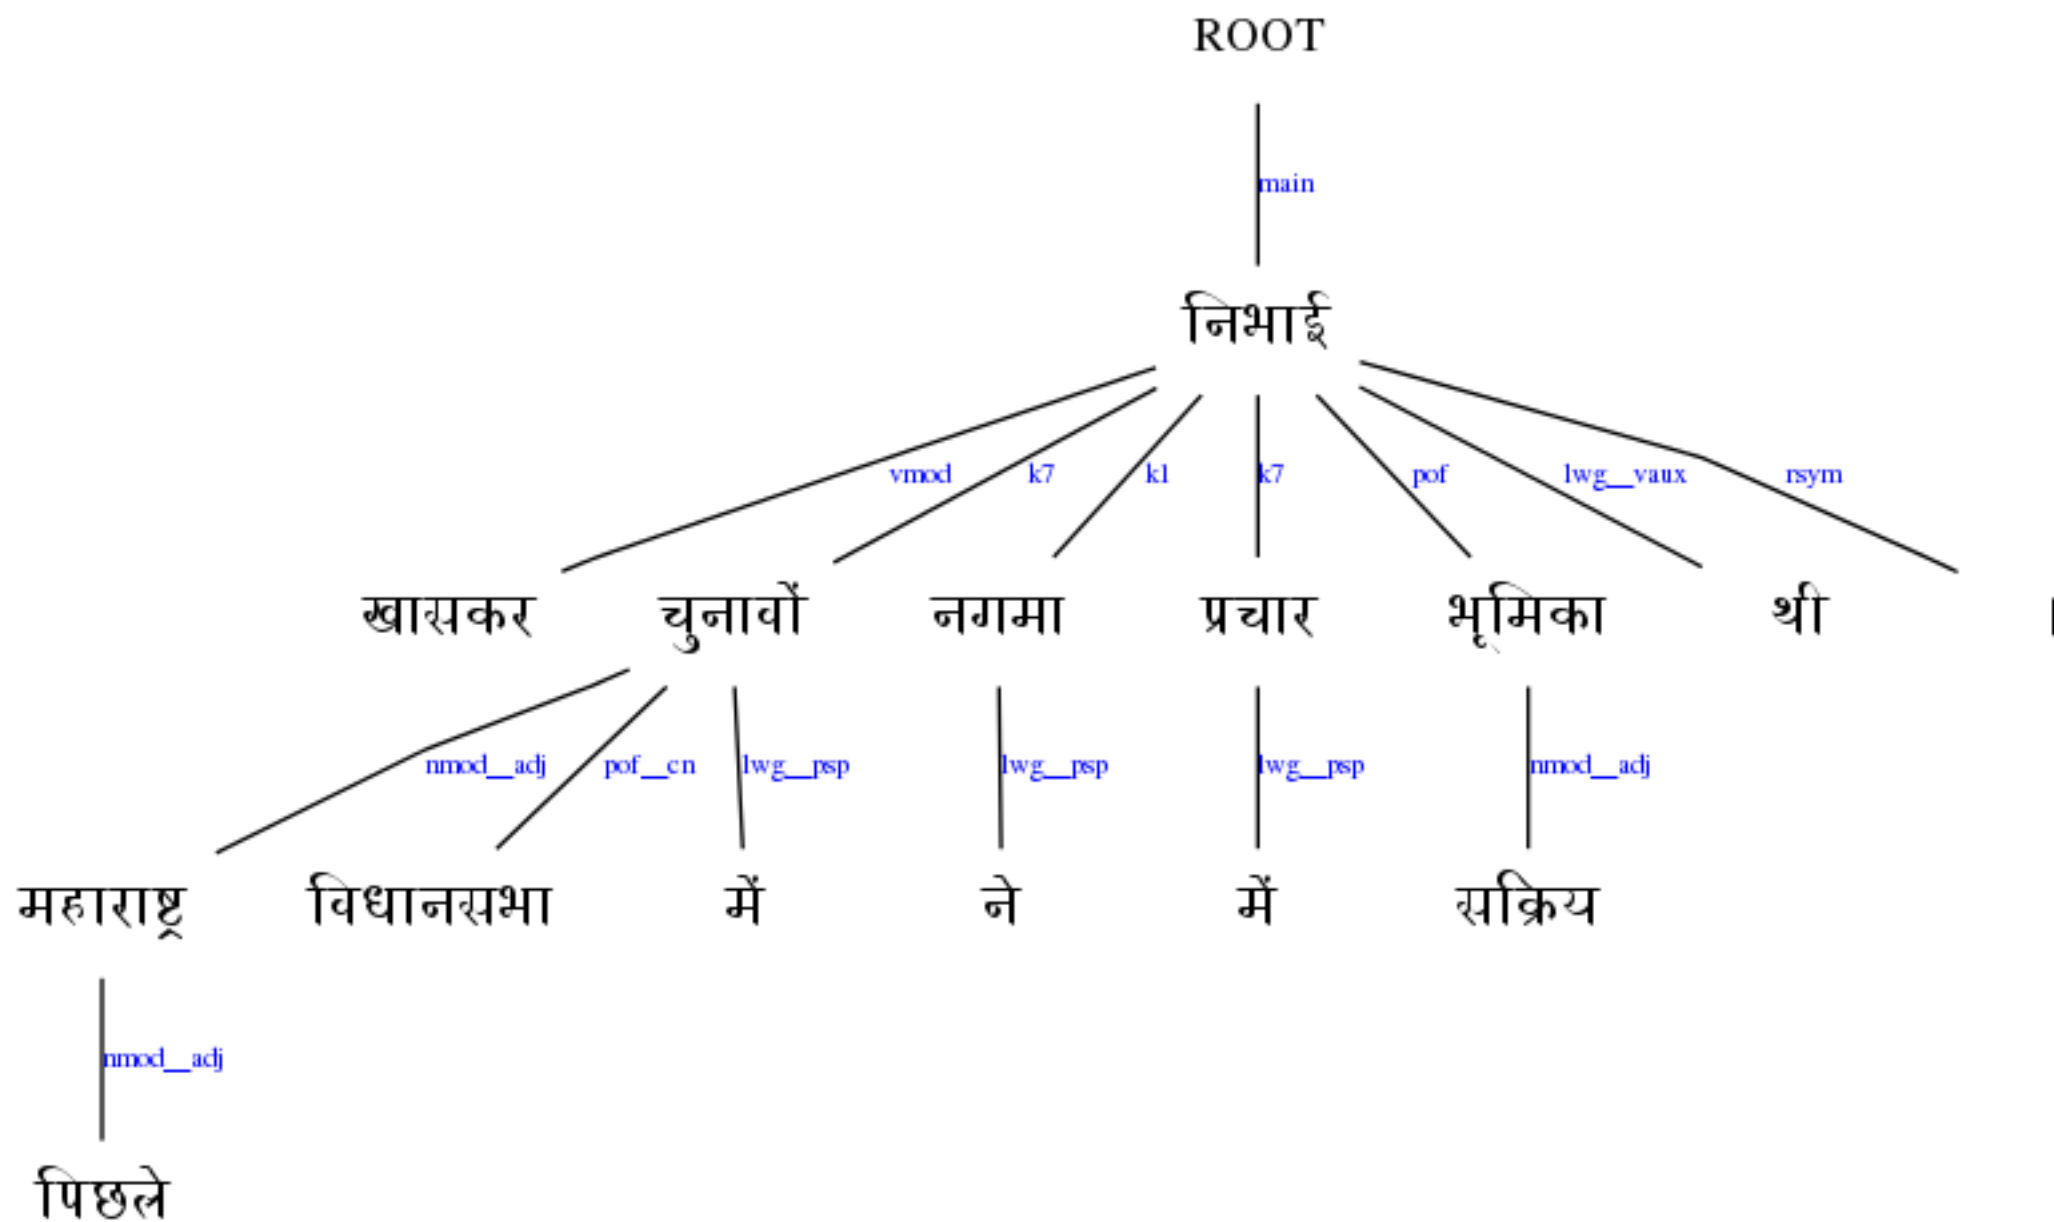 ROOT
main
निभाई
vmod k7 k1 k7 pof lwg__vaux rsym
खासकर चुनावों नगमा प्रचार भूमिका थी ।
nmod__adj pof__cn lwg__psp lwg__psp lwg__psp nmod__adj
महाराष्ट्र विधानसभा में ने में सक्रिय
nmod__adj
पिछले